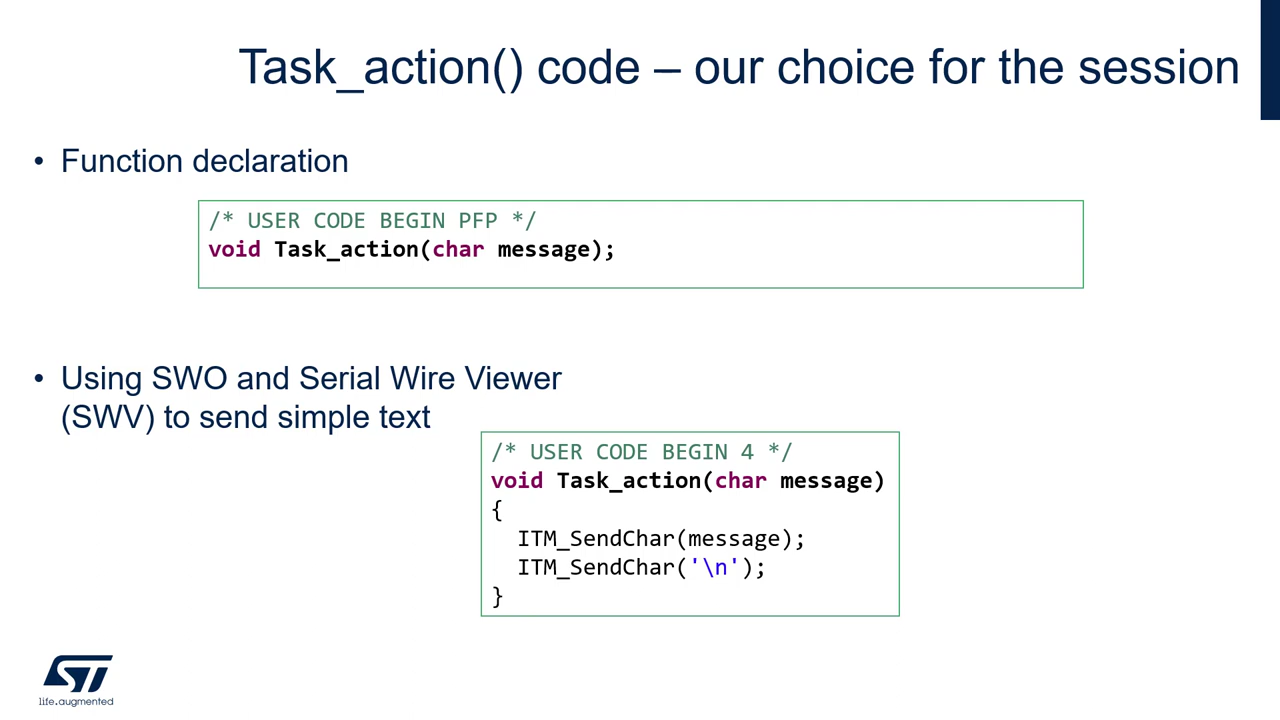 Task_action() code – our choice for the session
• Function declaration
/* USER CODE BEGIN PFP */
void Task_action(char message);
• Using SWO and Serial Wire Viewer
(SWV) to send simple text
/* USER CODE BEGIN 4 */
void Task_action(char message)
{
  ITM_SendChar(message);
  ITM_SendChar('\n');
}
ST
life.augmented